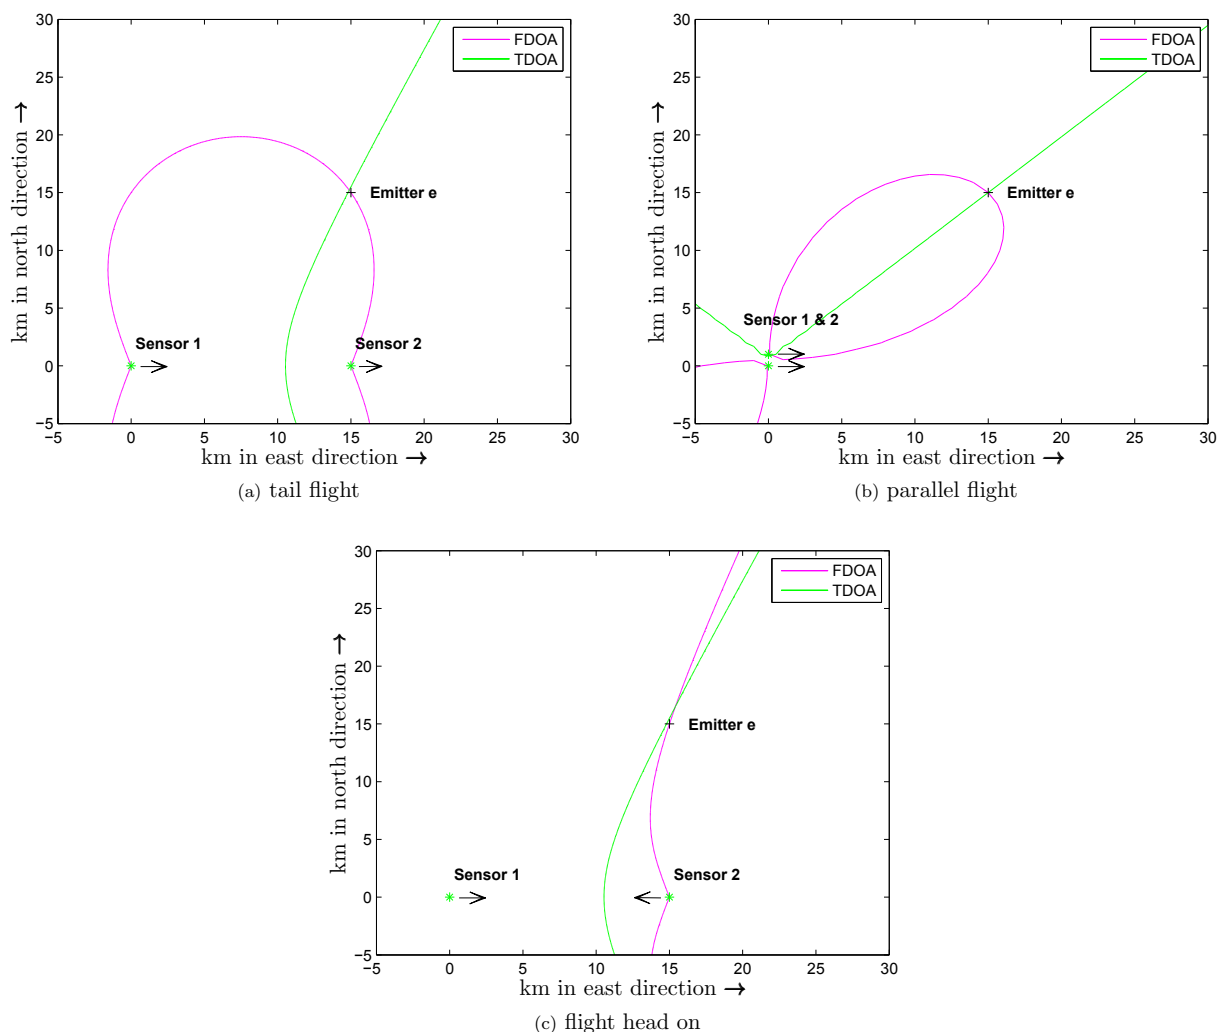 30
25
20
15
10
5
0
−5
−5
0
5
10
15
20
25
30
km in north direction →
km in east direction →
FDOA
TDOA
Emitter e
Sensor 1
Sensor 2
(a) tail flight
30
25
20
15
10
5
0
−5
−5
0
5
10
15
20
25
30
km in north direction →
km in east direction →
FDOA
TDOA
Emitter e
Sensor 1 & 2
(b) parallel flight
30
25
20
15
10
5
0
−5
−5
0
5
10
15
20
25
30
km in north direction →
km in east direction →
FDOA
TDOA
Emitter e
Sensor 1
Sensor 2
(c) flight head on